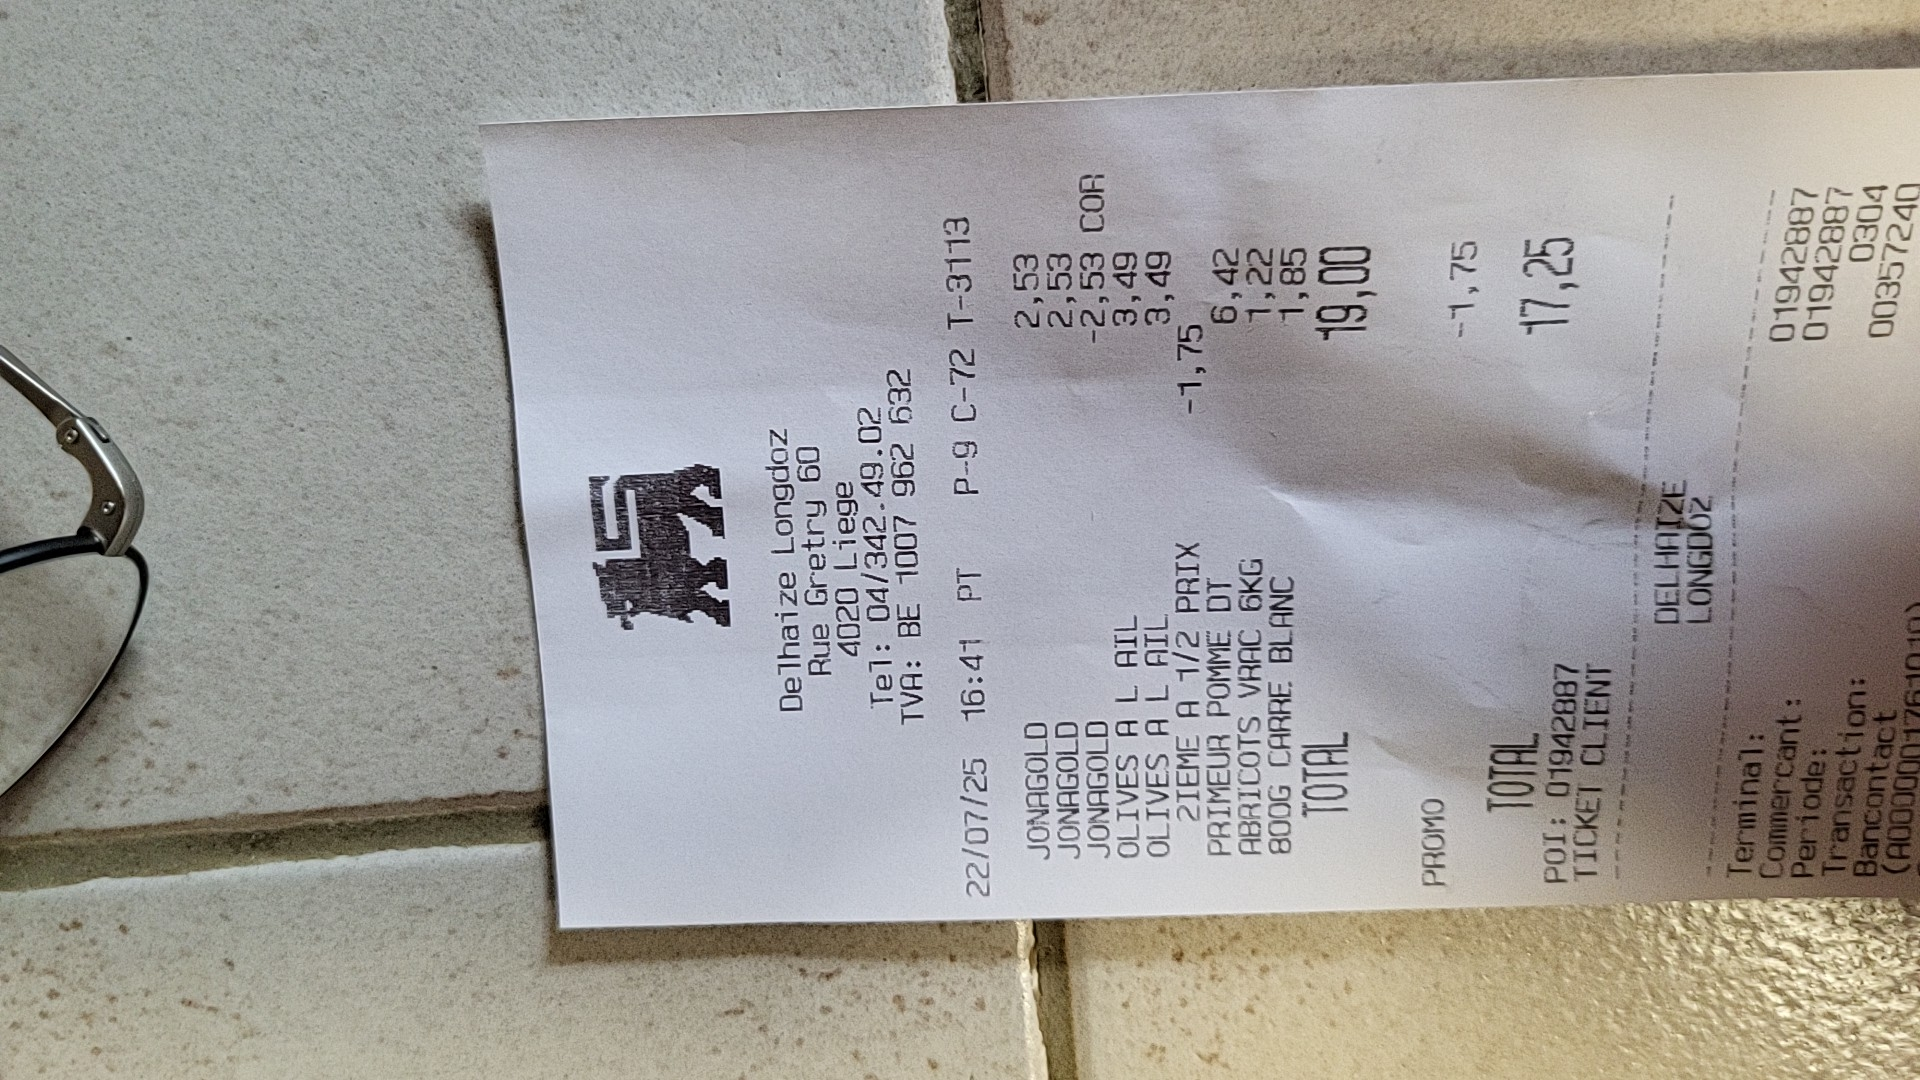 Delhaize Longdoz
Rue Gretry 60
4020 Liege
Tel: 04/342.49.02
TVA: BE 1007 962 632
22/07/25 16:41 PT P-9 C-72 T-3113
JONAGOLD 2,53
JONAGOLD 2,53
JONAGOLD -2,53 COR
OLIVES A L AIL 3,49
OLIVES A L AIL 3,49
2IEME A 1/2 PRIX -1,75
PRIMEUR POMME DT 6,42
ABRICOTS VRAC 6KG 1,22
800G CARRE. BLANC 1,85
TOTAL 19,00
PROMO -1,75
TOTAL 17,25
POI: 01942887
TICKET CLIENT
DELHAIZE
LONGDOZ
Terminal: 01942887
Commercant: 01942887
Periode: 0304
Transaction: 00357240
Bancontact